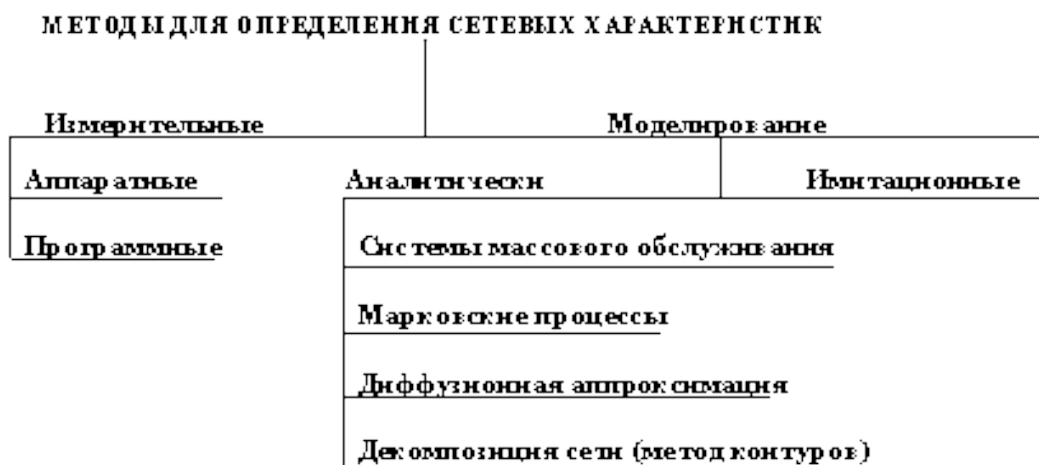 МЕТОДЫ ДЛЯ ОПРЕДЕЛЕНИЯ СЕТЕВЫХ ХАРАКТЕРИСТИК
Измерительные Моделирование
Аппаратные Аналитически Имитационные
Программные Системы массового обслуживания
Марковские процессы
Диффузионная аппроксимация
Декомпозиция сети (метод контуров)